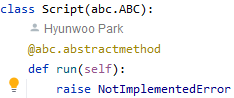 class Script(abc.ABC):
Hyunwoo Park
@abc.abstractmethod
def run(self):
raise NotImplementedError